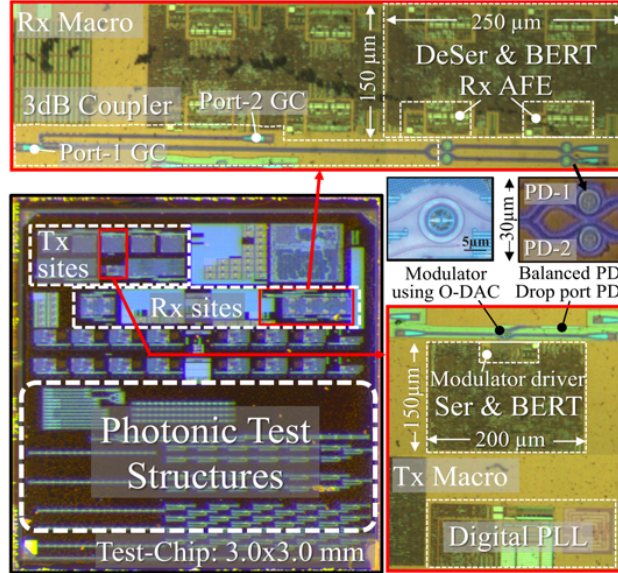 Rx Macro
250 µm
150 µm
DeSer & BERT
Rx AFE
3dB Coupler
Port-2 GC
Port-1 GC
Tx
sites
Rx sites
5µm
30µm
PD-1
PD-2
Modulator
using O-DAC
Balanced PD
Drop port PD
Modulator driver
Ser & BERT
150µm
200 µm
Tx Macro
Digital PLL
Photonic Test
Structures
Test-Chip: 3.0x3.0 mm